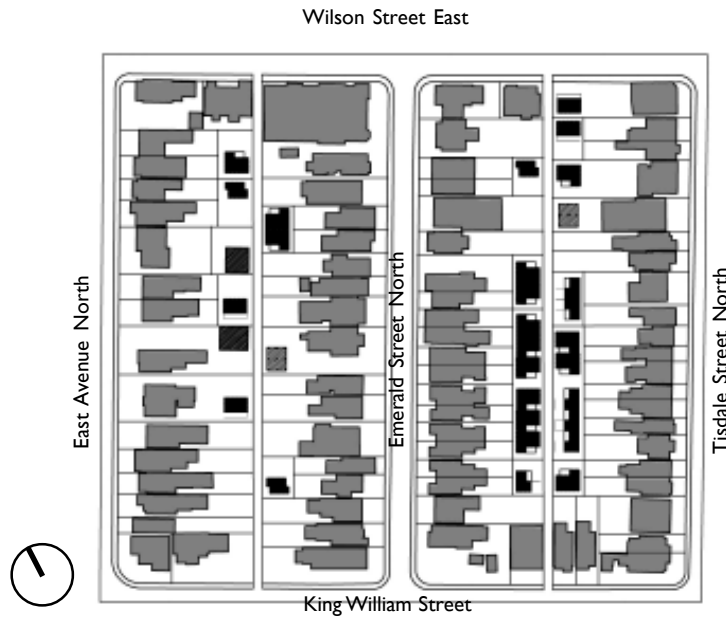 Wilson Street East
East Avenue North
Emerald Street North
Tisdale Street North
King William Street